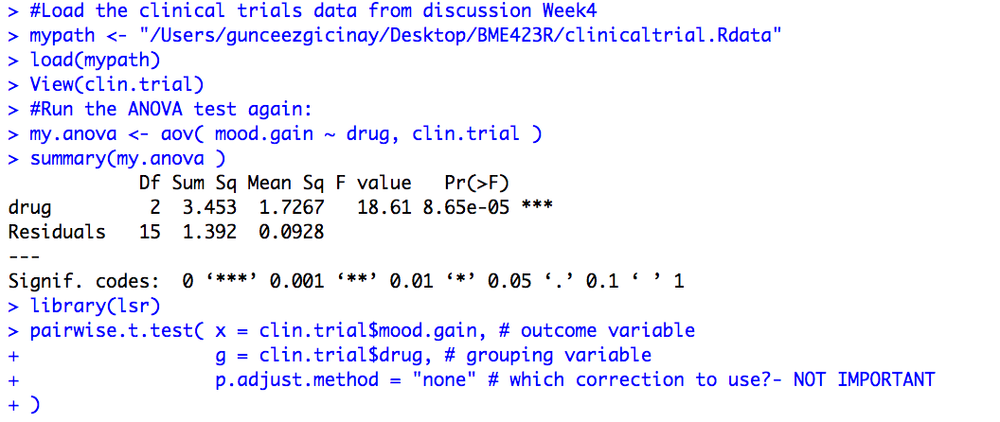 > #Load the clinical trials data from discussion Week4
> mypath <- "/Users/gunceezgicinay/Desktop/BME423R/clinicaltrial.Rdata"
> load(mypath)
> View(clin.trial)
> #Run the ANOVA test again:
> my.anova <- aov( mood.gain ~ drug, clin.trial )
> summary(my.anova )
            Df Sum Sq Mean Sq F value   Pr(>F)
drug         2  3.453  1.7267   18.61 8.65e-05 ***
Residuals   15  1.392  0.0928
---
Signif. codes:  0 ‘***’ 0.001 ‘**’ 0.01 ‘*’ 0.05 ‘.’ 0.1 ‘ ’ 1
> library(lsr)
> pairwise.t.test( x = clin.trial$mood.gain, # outcome variable
+                  g = clin.trial$drug, # grouping variable
+                  p.adjust.method = "none" # which correction to use?- NOT IMPORTANT
+ )